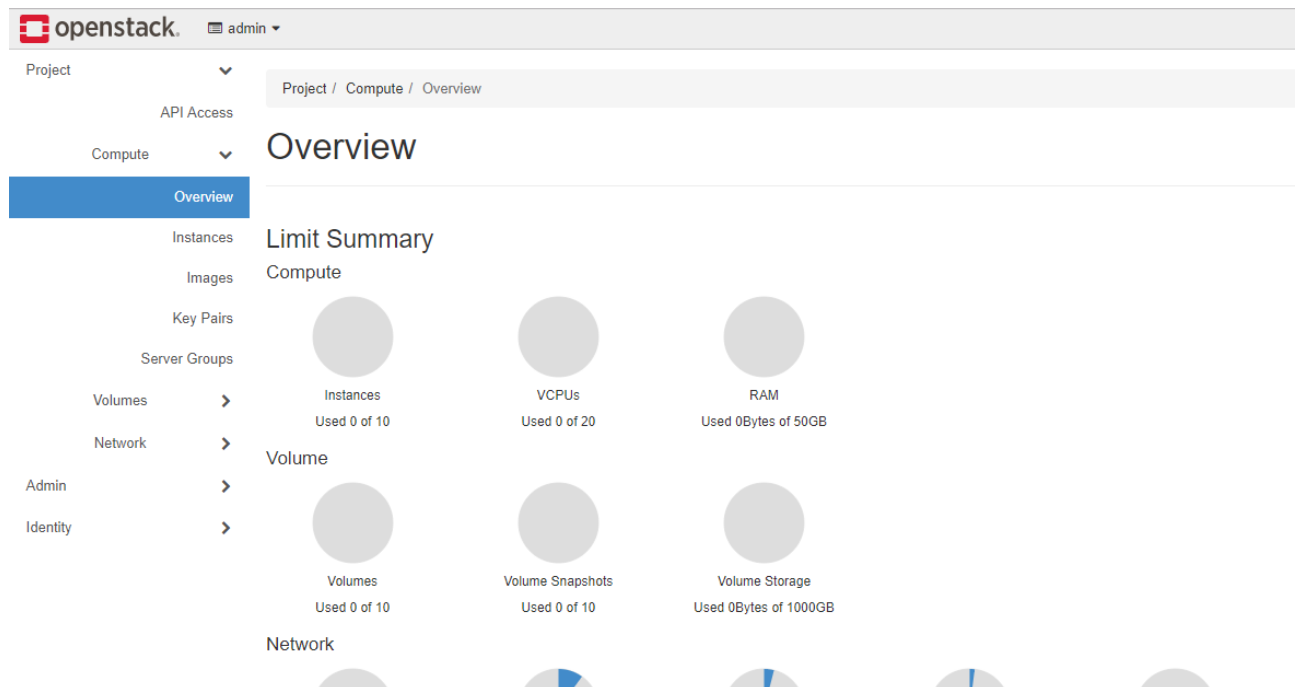 openstack. admin
Project
API Access
Compute
Overview
Instances
Images
Key Pairs
Server Groups
Volumes
Network
Admin
Identity
Project / Compute / Overview
Overview
Limit Summary
Compute
Instances VCPUs RAM
Used 0 of 10 Used 0 of 20 Used 0Bytes of 50GB
Volume
Volumes Volume Snapshots Volume Storage
Used 0 of 10 Used 0 of 10 Used 0Bytes of 1000GB
Network